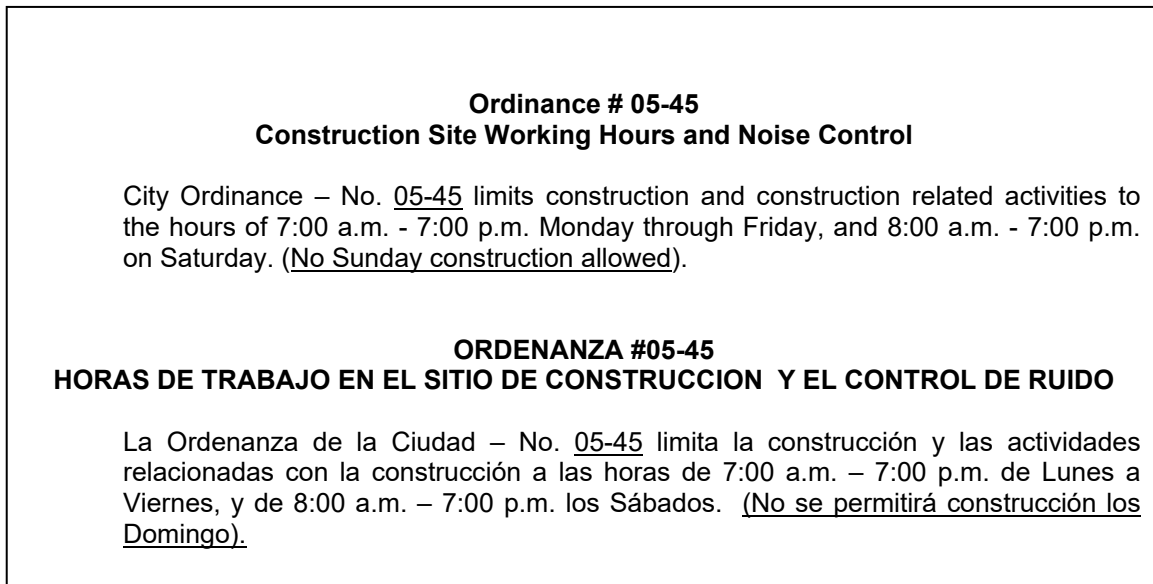 Ordinance # 05-45
Construction Site Working Hours and Noise Control
City Ordinance – No. 05-45 limits construction and construction related activities to
the hours of 7:00 a.m. - 7:00 p.m. Monday through Friday, and 8:00 a.m. - 7:00 p.m.
on Saturday. (No Sunday construction allowed).
ORDENANZA #05-45
HORAS DE TRABAJO EN EL SITIO DE CONSTRUCCION Y EL CONTROL DE RUIDO
La Ordenanza de la Ciudad – No. 05-45 limita la construcción y las actividades
relacionadas con la construcción a las horas de 7:00 a.m. – 7:00 p.m. de Lunes a
Viernes, y de 8:00 a.m. – 7:00 p.m. los Sábados. (No se permitirá construcción los
Domingo).